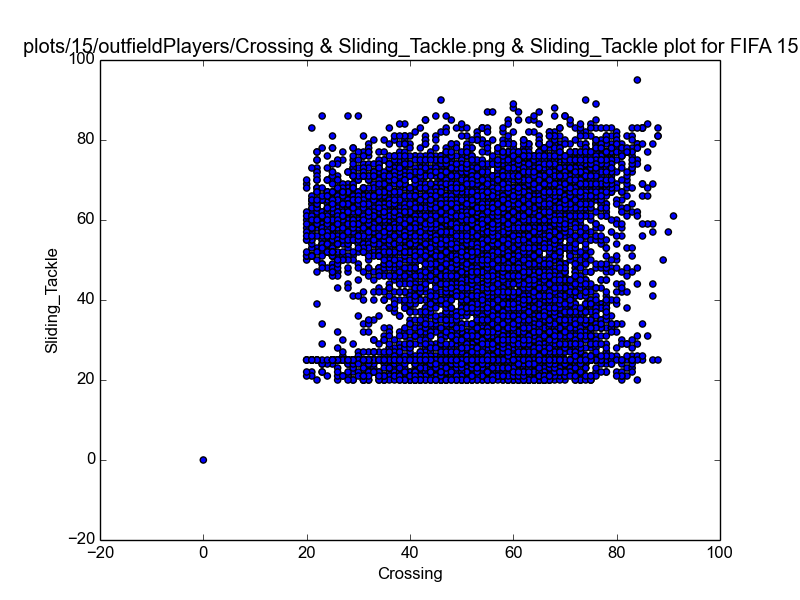 plots/15/outfieldPlayers/Crossing & Sliding_Tackle.png & Sliding_Tackle plot for FIFA 15
100
80
60
40
20
0
−20
Sliding_Tackle
−20 0 20 40 60 80 100
Crossing